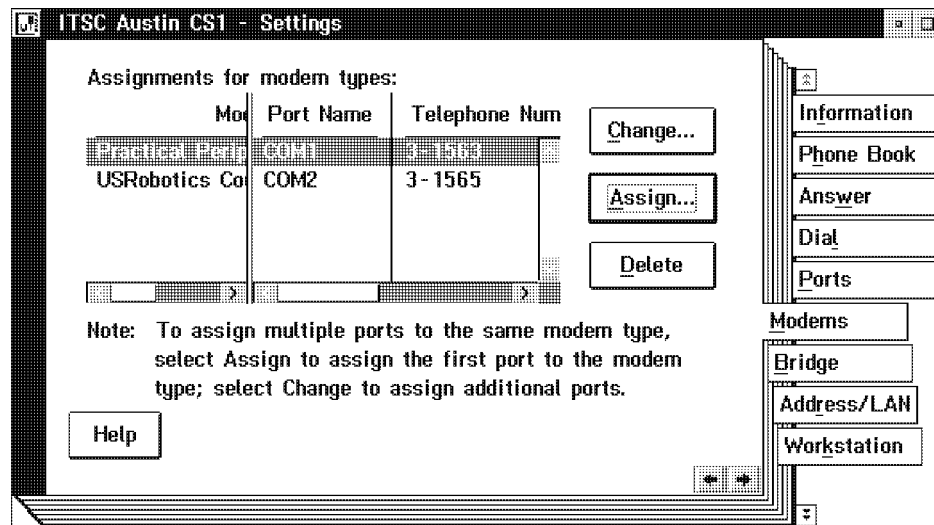 ITSC Austin CS1 - Settings
Assignments for modem types:
Mod Port Name Telephone Num
Practical Perip COM1 3-1563
USRobotics Cou COM2 3-1565
Change...
Assign...
Delete
Note: To assign multiple ports to the same modem type,
select Assign to assign the first port to the modem
type; select Change to assign additional ports.
Help
Information
Phone Book
Answer
Dial
Ports
Modems
Bridge
Address/LAN
Workstation